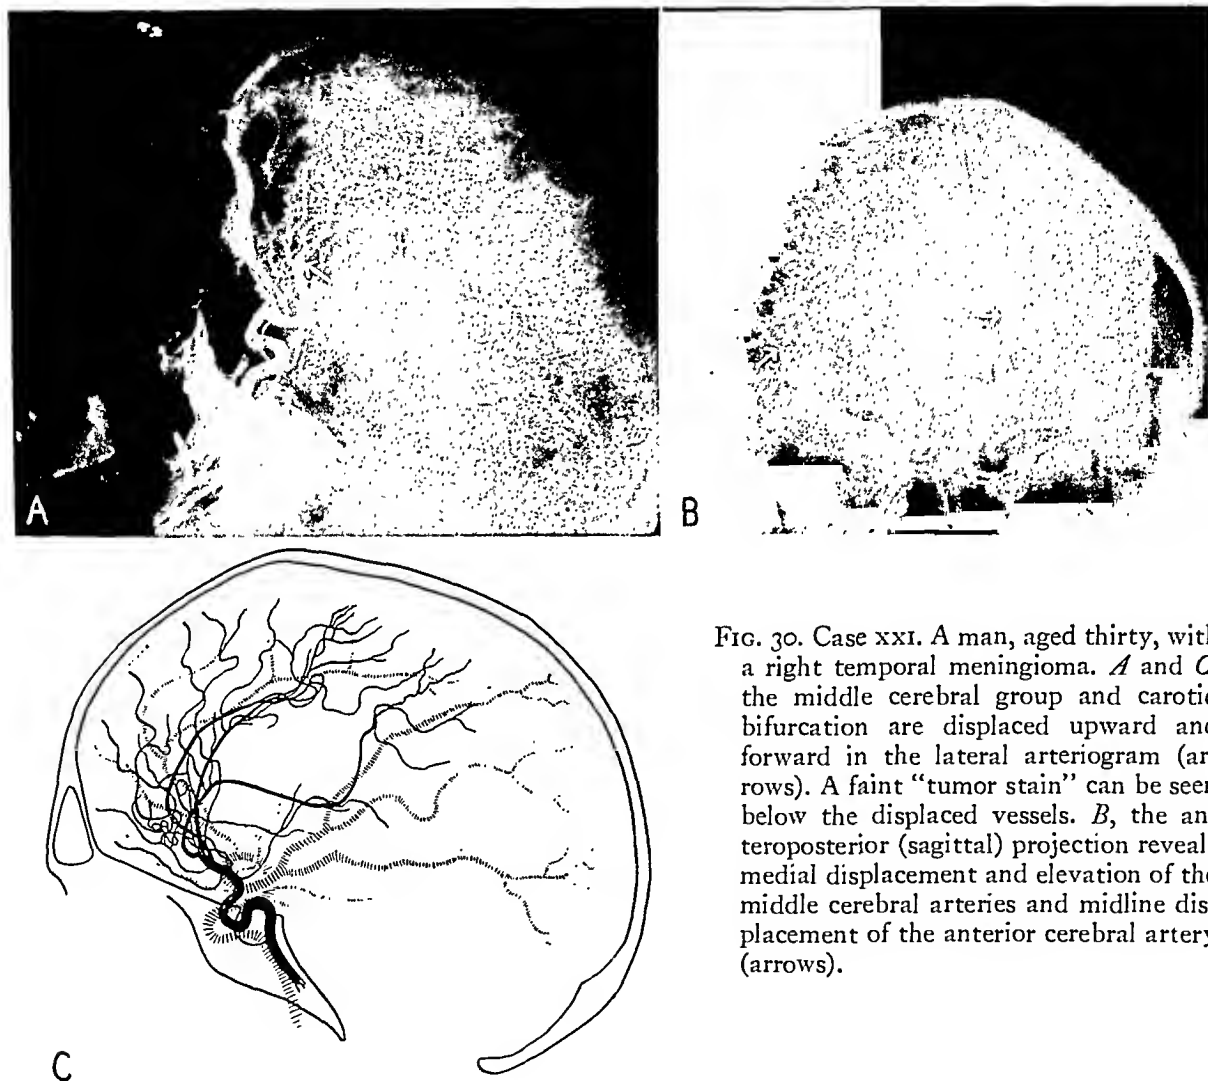 A
B
C
FIG. 30. Case XXI. A man, aged thirty, with
a right temporal meningioma. A and C
the middle cerebral group and carotid
bifurcation are displaced upward and
forward in the lateral arteriogram (ar
rows). A faint "tumor stain" can be seen
below the displaced vessels. B, the an
teroposterior (sagittal) projection reveal
medial displacement and elevation of the
middle cerebral arteries and midline dis
placement of the anterior cerebral artery
(arrows).